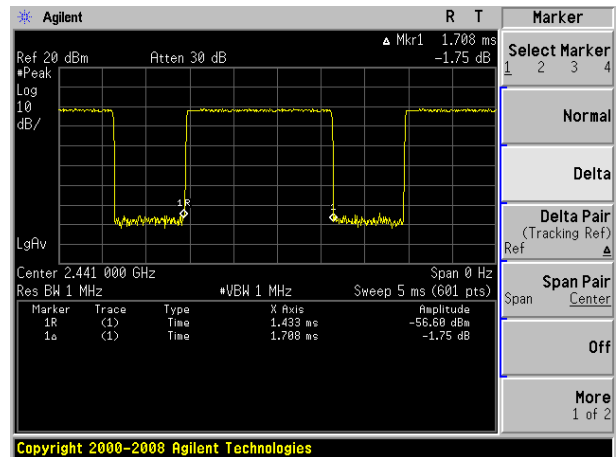 Agilent R T Marker
Δ Mkr1 1.708 ms
Ref 20 dBm Atten 30 dB -1.75 dB
#Peak
Log
10
dB/
1R
1
LgAv
Center 2.441 000 GHz Span 0 Hz
Res BW 1 MHz #VBW 1 MHz Sweep 5 ms (601 pts)
Marker Trace Type X Axis Amplitude
1R (1) Time 1.433 ms -56.60 dBm
1Δ (1) Time 1.708 ms -1.75 dB
Copyright 2000-2008 Agilent Technologies
Select Marker
1 2 3 4
Normal
Delta
Delta Pair
(Tracking Ref)
Ref Δ
Span Pair
Span Center
Off
More
1 of 2